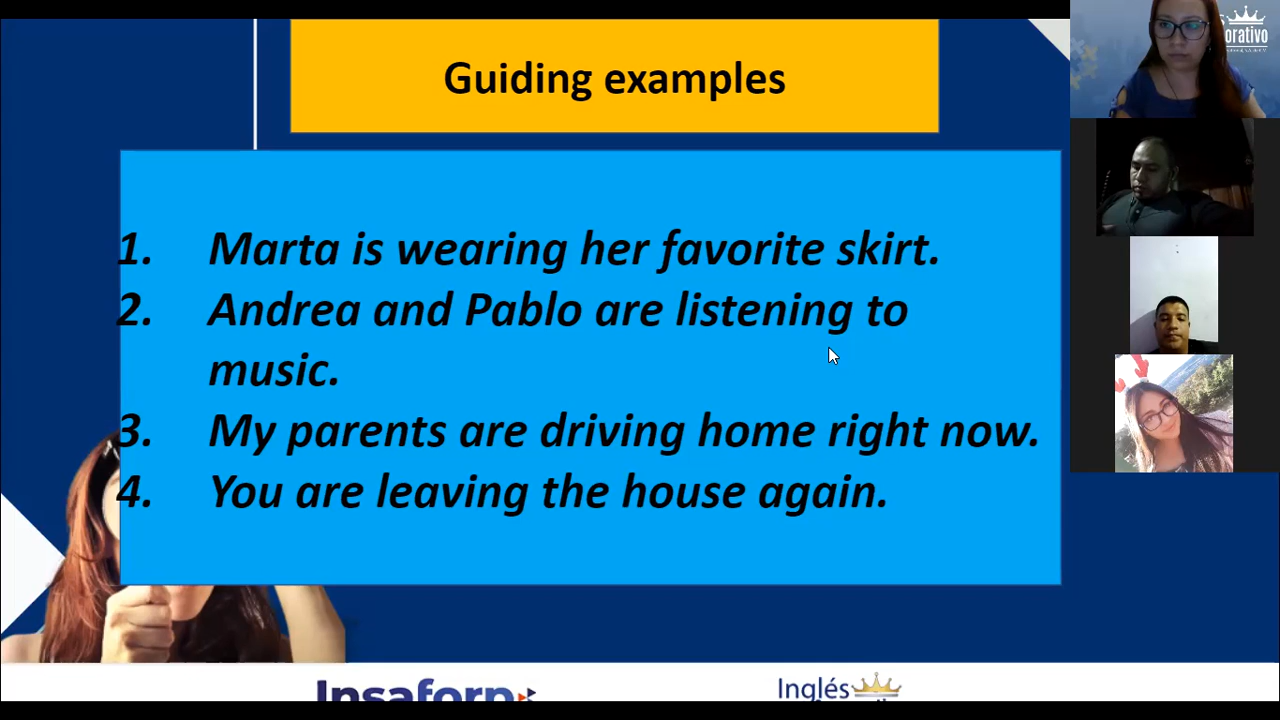 Guiding examples
orativo
1. Marta is wearing her favorite skirt.
2. Andrea and Pablo are listening to
music.
3. My parents are driving home right now.
4. You are leaving the house again.
Insaforp
Inglés